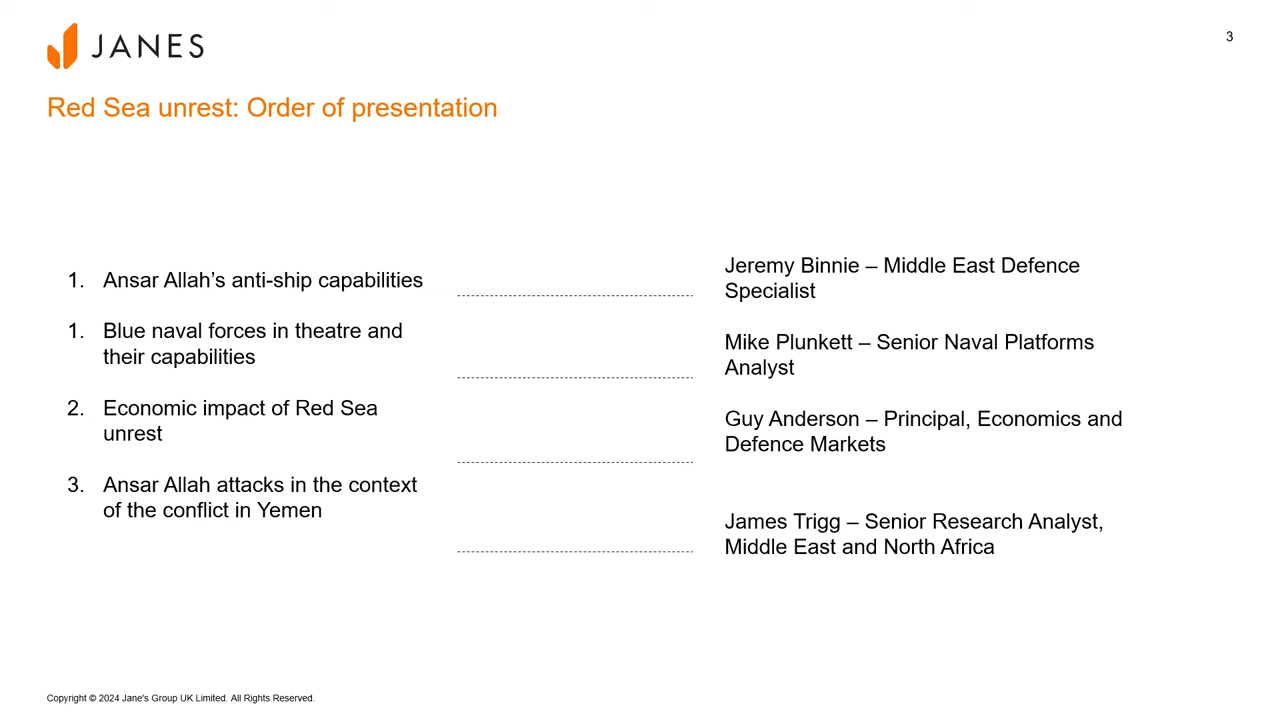 JANES
3
Red Sea unrest: Order of presentation
1. Ansar Allah’s anti-ship capabilities
Jeremy Binnie – Middle East Defence
Specialist
1. Blue naval forces in theatre and
their capabilities
Mike Plunkett – Senior Naval Platforms
Analyst
2. Economic impact of Red Sea
unrest
Guy Anderson – Principal, Economics and
Defence Markets
3. Ansar Allah attacks in the context
of the conflict in Yemen
James Trigg – Senior Research Analyst,
Middle East and North Africa
Copyright © 2024 Jane's Group UK Limited. All Rights Reserved.